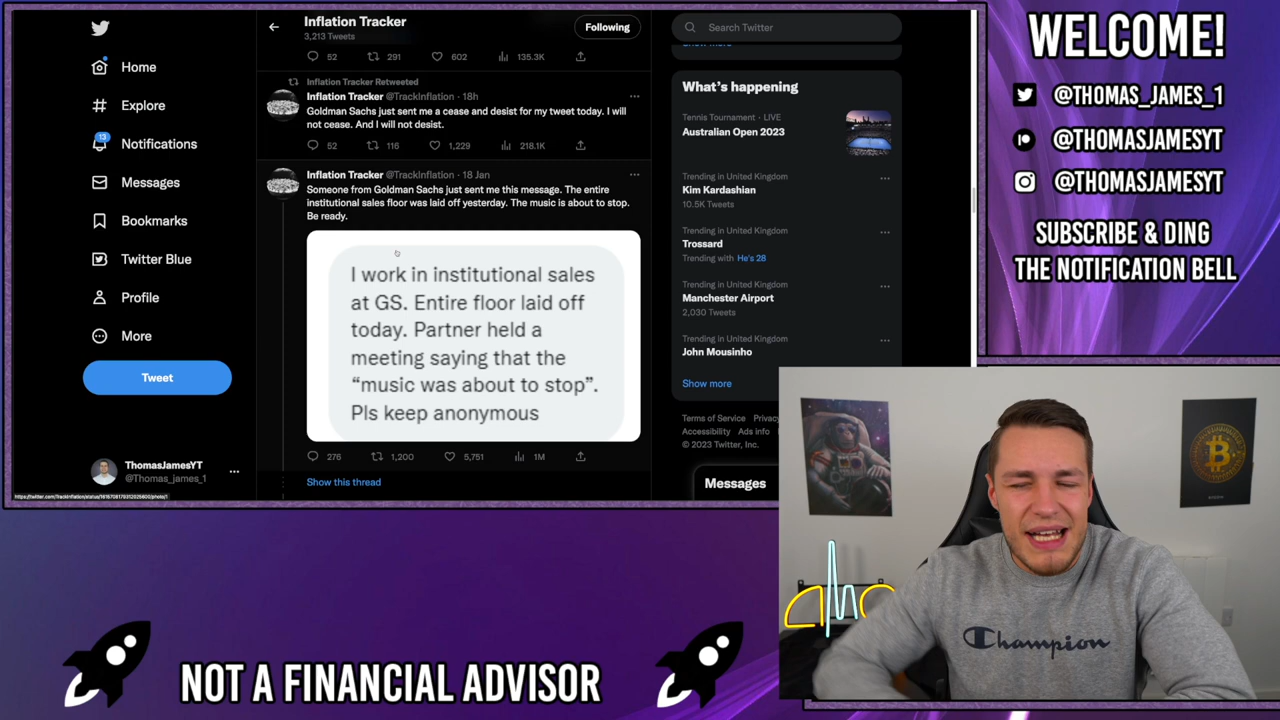 Home
Explore
13
Notifications
Messages
Bookmarks
Twitter Blue
Profile
More
Tweet
ThomasJamesYT
@Thomas_james_1
Inflation Tracker
3,213 Tweets
Following
52 291 602 135.3K
Inflation Tracker Retweeted
Inflation Tracker @TrackInflation · 18h
Goldman Sachs just sent me a cease and desist for my tweet today. I will
not cease. And I will not desist.
52 116 1,229 218.1K
Inflation Tracker @TrackInflation · 18 Jan
Someone from Goldman Sachs just sent me this message. The entire
institutional sales floor was laid off yesterday. The music is about to stop.
Be ready.
I work in institutional sales
at GS. Entire floor laid off
today. Partner held a
meeting saying that the
“music was about to stop”.
Pls keep anonymous
276 1,200 5,751 1M
Show this thread
Search Twitter
Show more
What’s happening
Tennis Tournament · LIVE
Australian Open 2023
Trending in United Kingdom
Kim Kardashian
10.5K Tweets
Trending in United Kingdom
Trossard
Trending with He's 28
Trending in United Kingdom
Manchester Airport
2,030 Tweets
Trending in United Kingdom
John Mousinho
Show more
Terms of Service Privacy
Accessibility Ads info
© 2023 Twitter, Inc.
Messages
WELCOME!
@THOMAS_JAMES_1
@THOMASJAMESYT
@THOMASJAMESYT
SUBSCRIBE & DING
THE NOTIFICATION BELL
Champion
NOT A FINANCIAL ADVISOR